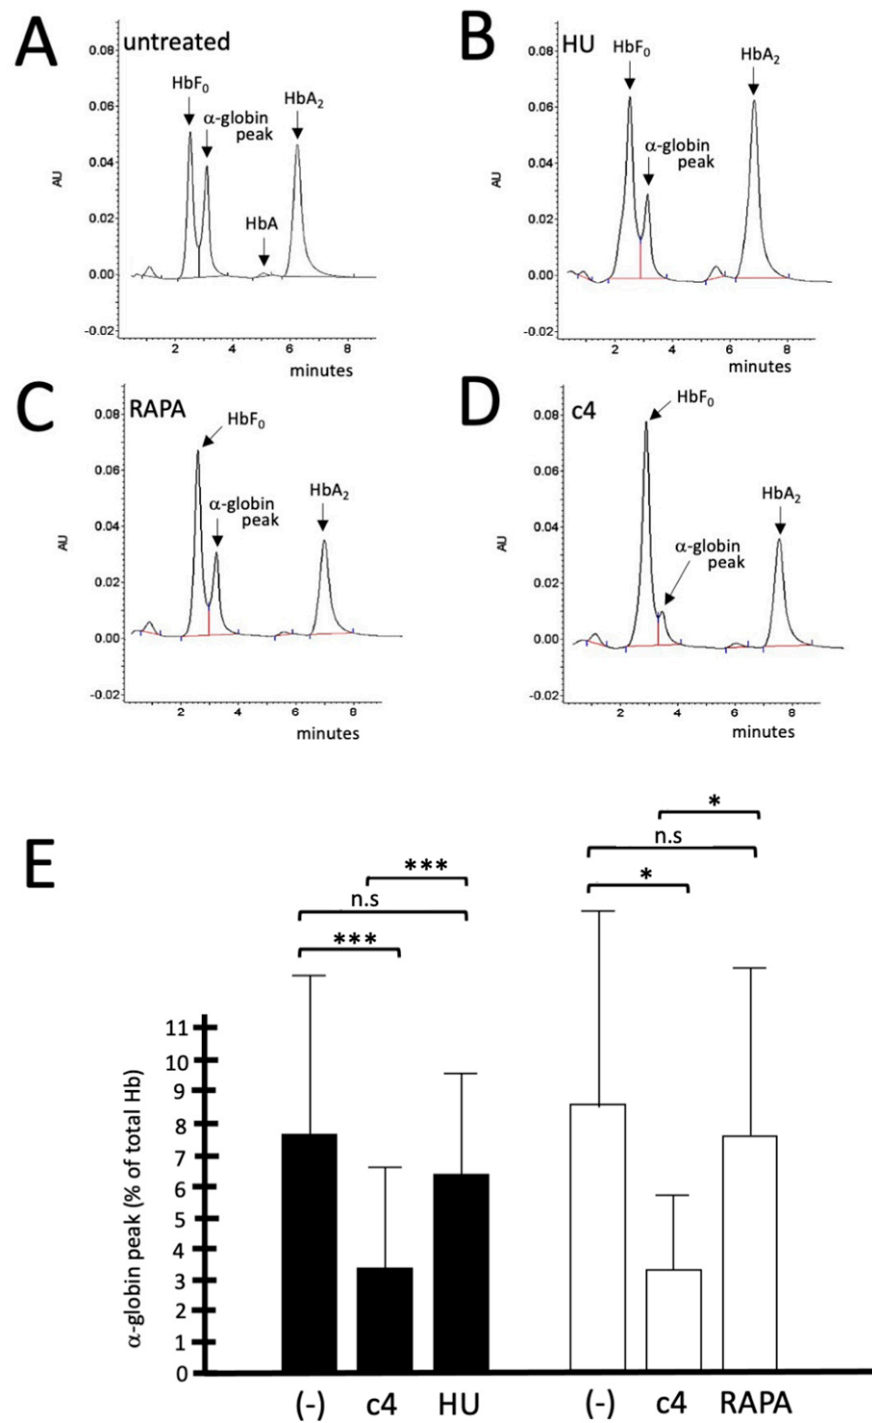 A
untreated
HbF₀
α-globin
peak
HbA
HbA₂
0.08
0.06
0.04
0.02
0.00
-0.02
AU
2 4 6 8
minutes
B
HU
HbF₀
α-globin
peak
HbA₂
0.08
0.06
0.04
0.02
0.00
-0.02
AU
2 4 6 8
minutes
C
RAPA
HbF₀
α-globin
peak
HbA₂
0.08
0.06
0.04
0.02
0.00
-0.02
AU
2 4 6 8
minutes
D
c4
HbF₀
α-globin
peak
HbA₂
0.08
0.06
0.04
0.02
0.00
-0.02
AU
2 4 6 8
minutes
E
***
n.s
***
*
n.s
*
α-globin peak (% of total Hb)
11
10
9
8
7
6
5
4
3
2
1
0
(-) c4 HU (-) c4 RAPA